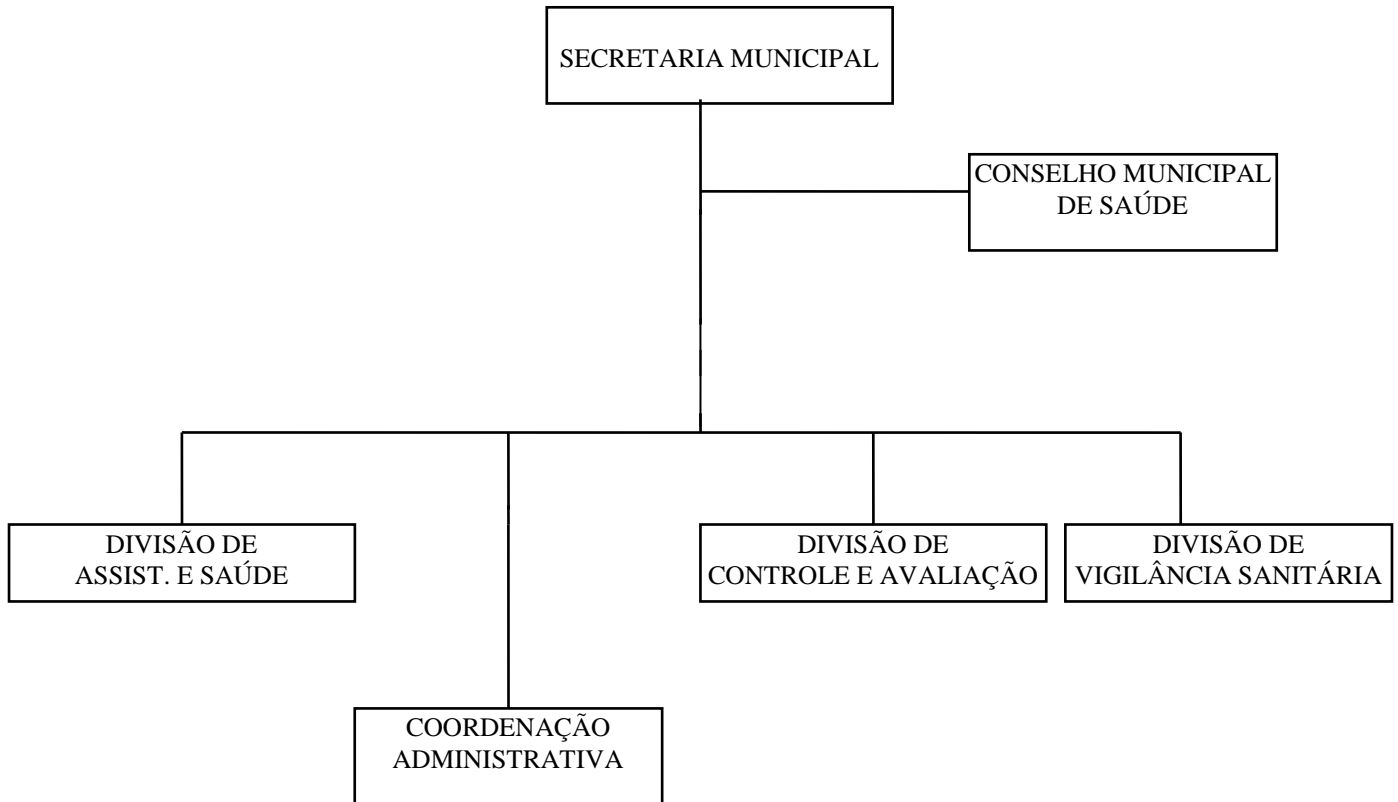 SECRETARIA MUNICIPAL
CONSELHO MUNICIPAL
DE SAÚDE
DIVISÃO DE
ASSIST. E SAÚDE
DIVISÃO DE
CONTROLE E AVALIAÇÃO
DIVISÃO DE
VIGILÂNCIA SANITÁRIA
COORDENAÇÃO
ADMINISTRATIVA